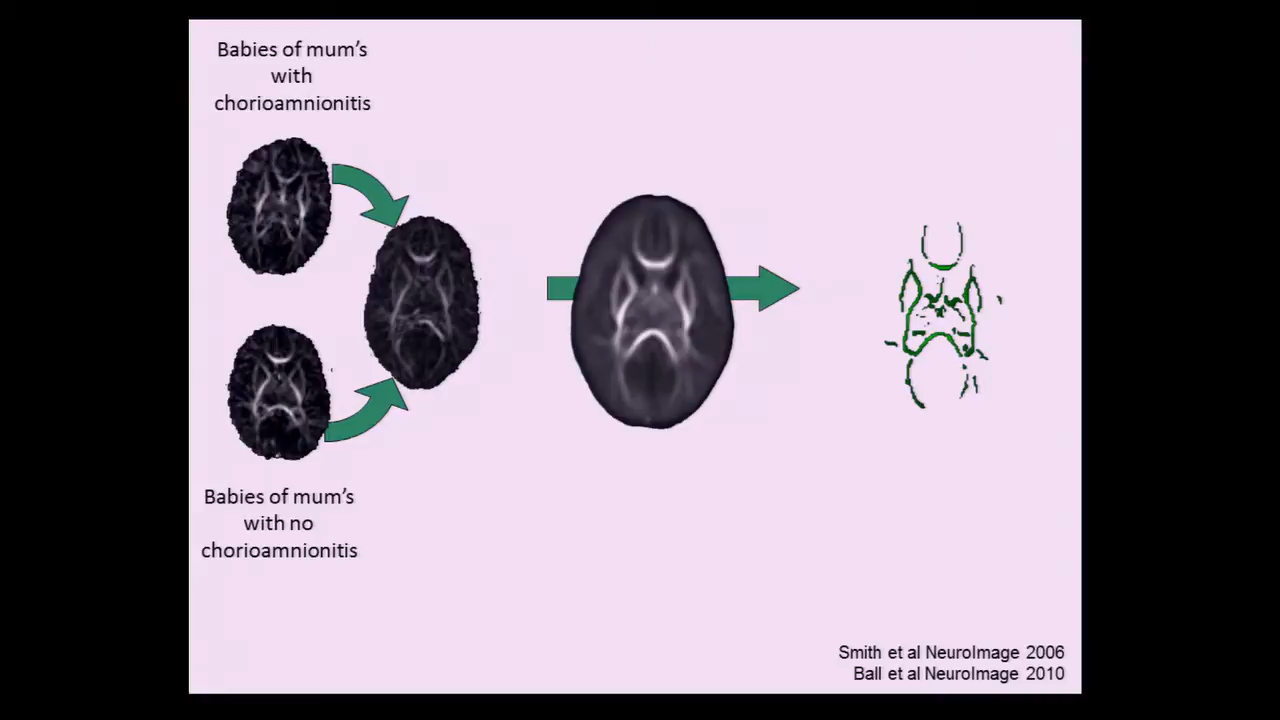 Babies of mum's
with
chorioamnionitis
Babies of mum's
with no
chorioamnionitis
Smith et al NeuroImage 2006
Ball et al NeuroImage 2010